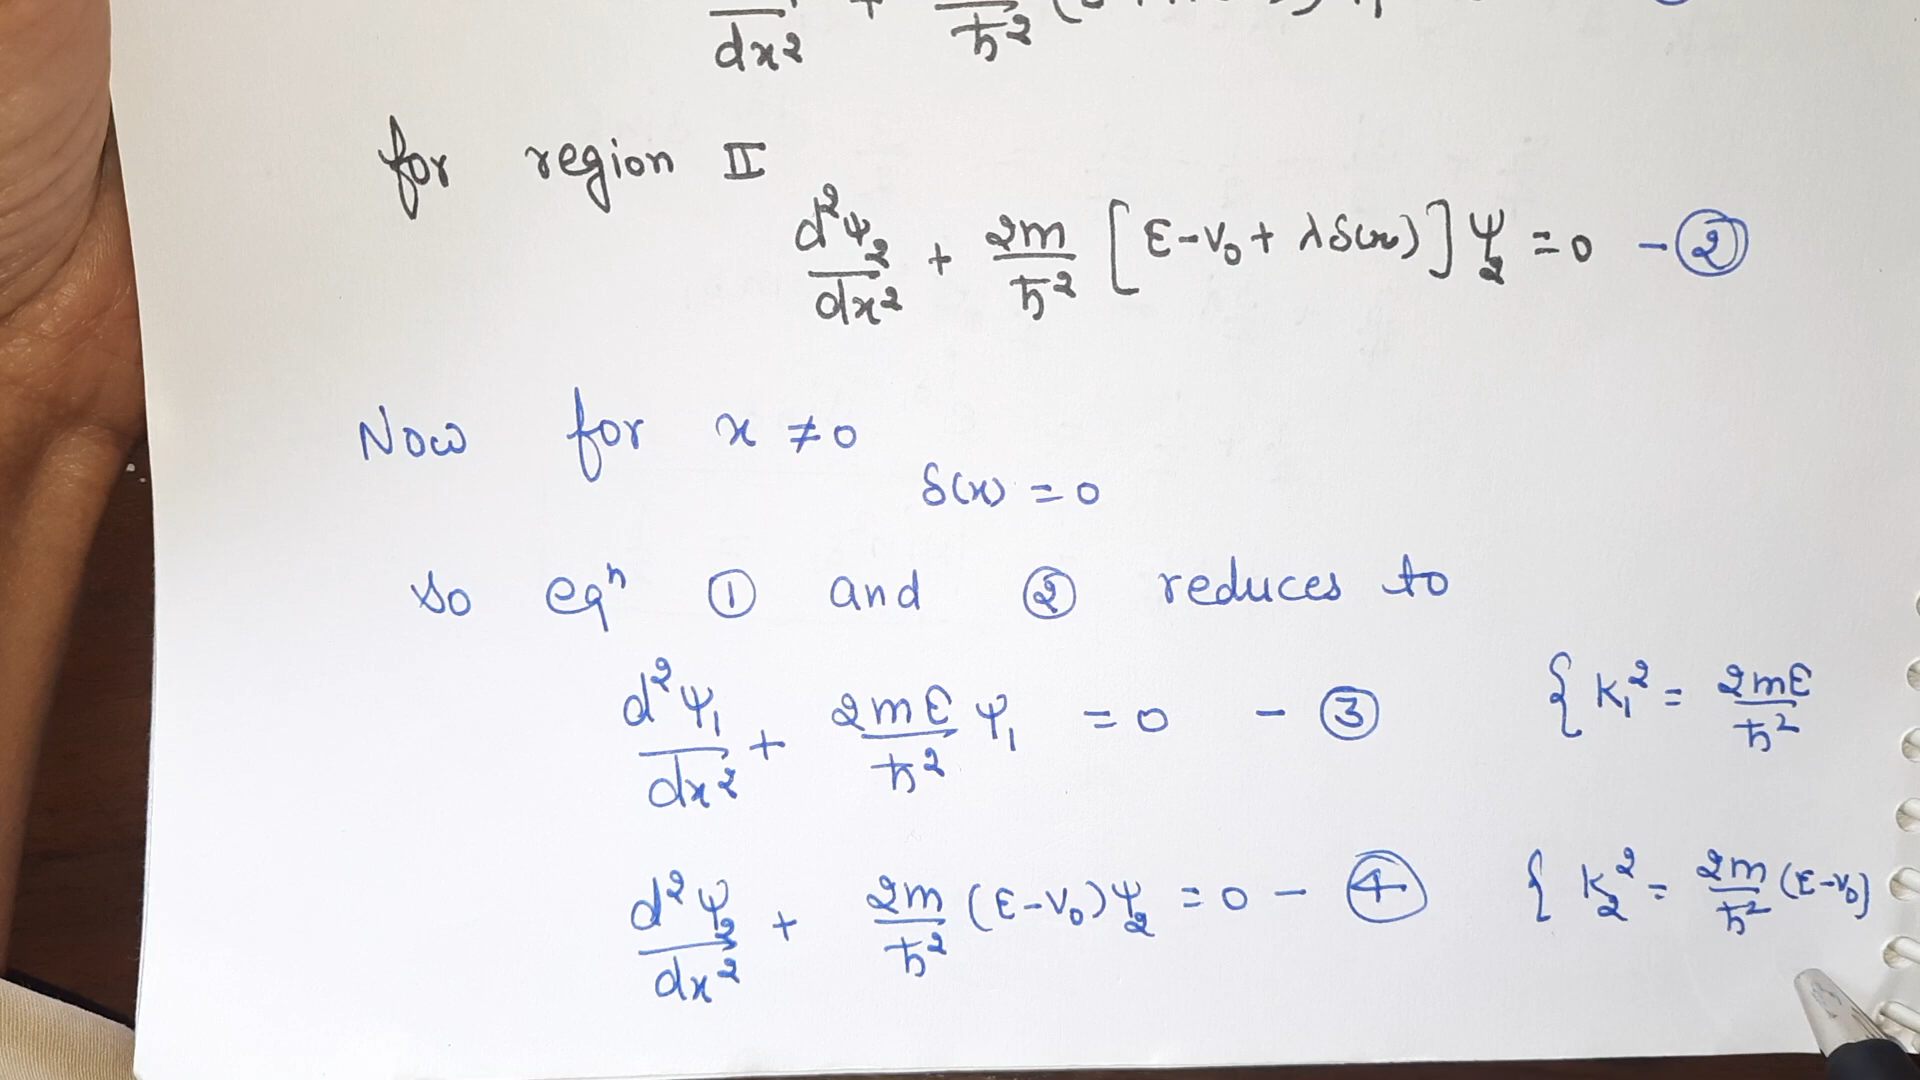 dx² + ħ²
for region II
d²ψ₂/dx² + 2m/ħ² [E-V₀ + λδ(x)] ψ₂ = 0 - ②
Now for x ≠ 0
δ(x) = 0
so eqⁿ ① and ② reduces to
d²ψ₁/dx² + 2mE/ħ² ψ₁ = 0 - ③ { K₁² = 2mE/ħ²
d²ψ₂/dx² + 2m/ħ² (E-V₀) ψ₂ = 0 - ④ { K₂² = 2m/ħ² (E-V₀)